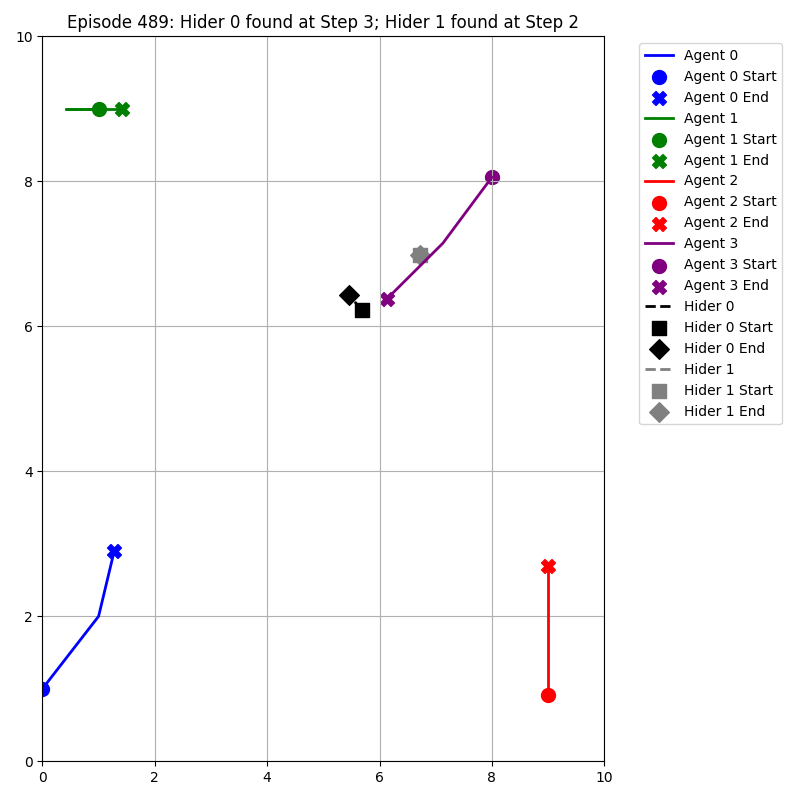 Episode 489: Hider 0 found at Step 3; Hider 1 found at Step 2
10
8
6
4
2
0
0 2 4 6 8 10
Agent 0
Agent 0 Start
Agent 0 End
Agent 1
Agent 1 Start
Agent 1 End
Agent 2
Agent 2 Start
Agent 2 End
Agent 3
Agent 3 Start
Agent 3 End
Hider 0
Hider 0 Start
Hider 0 End
Hider 1
Hider 1 Start
Hider 1 End